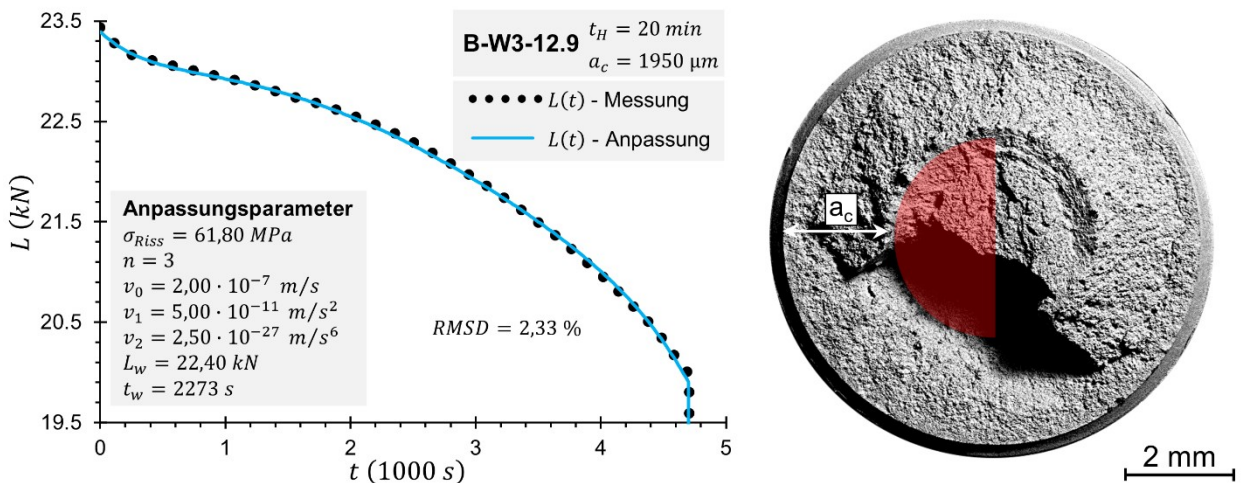 23.5
22.5
21.5
20.5
19.5
L (kN)
0 1 2 3 4 5
t (1000 s)
B-W3-12.9
t_H = 20 min
a_c = 1950 µm
L(t) - Messung
L(t) - Anpassung
Anpassungsparameter
σ_Riss = 61,80 MPa
n = 3
v_0 = 2,00 · 10^-7 m/s
v_1 = 5,00 · 10^-11 m/s^2
v_2 = 2,50 · 10^-27 m/s^6
L_w = 22,40 kN
t_w = 2273 s
RMSD = 2,33 %
a_c
2 mm